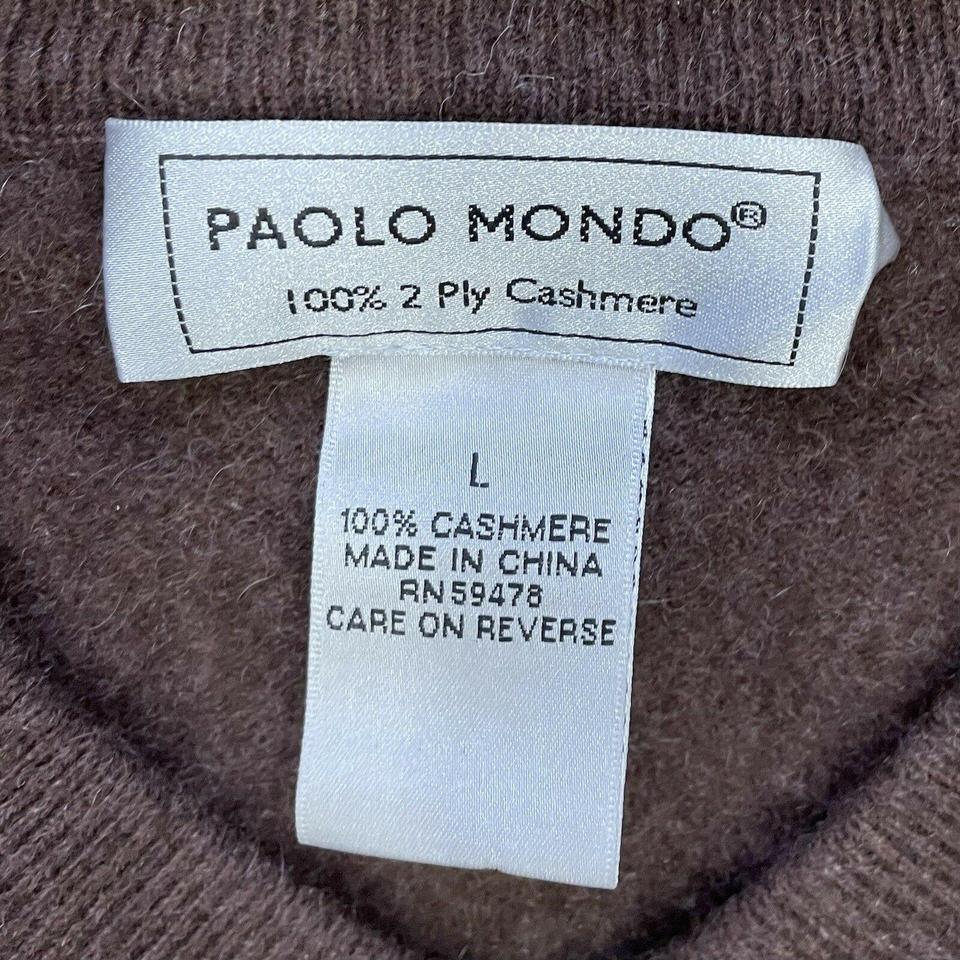 PAOLO MONDO®
100% 2 Ply Cashmere
L
100% CASHMERE
MADE IN CHINA
RN59478
CARE ON REVERSE